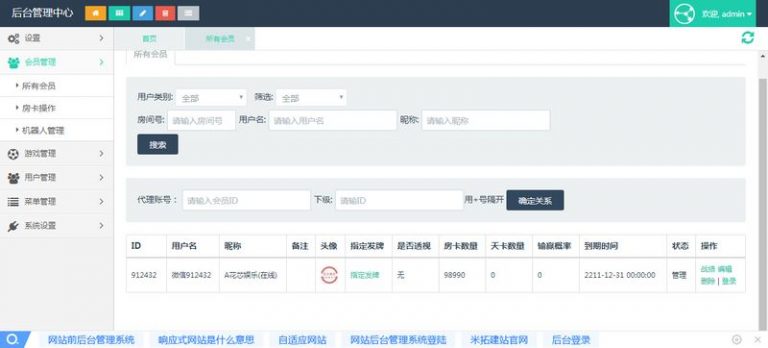 后台管理中心
欢迎, admin
设置
会员管理
所有会员
房卡操作
机器人管理
游戏管理
用户管理
菜单管理
系统设置
首页 所有会员 ×
所有会员
用户类别: 全部 筛选: 全部
房间号: 请输入房间号 用户名: 请输入用户名 昵称: 请输入昵称
搜索
代理账号： 请输入会员ID 下级: 请输ID 用+号隔开 确定关系
ID 用户名 昵称 备注 头像 指定发牌 是否透视 房卡数量 天卡数量 输赢概率 到期时间 状态 操作
912432 微信912432 A花芯娱乐(在线) 指定发牌 无 98990 0 0 2211-12-31 00:00:00 管理 战绩 编辑
删除 | 登录
网站前后台管理系统 响应式网站是什么意思 自适应网站 网站后台管理系统登陆 米拓建站官网 后台登录